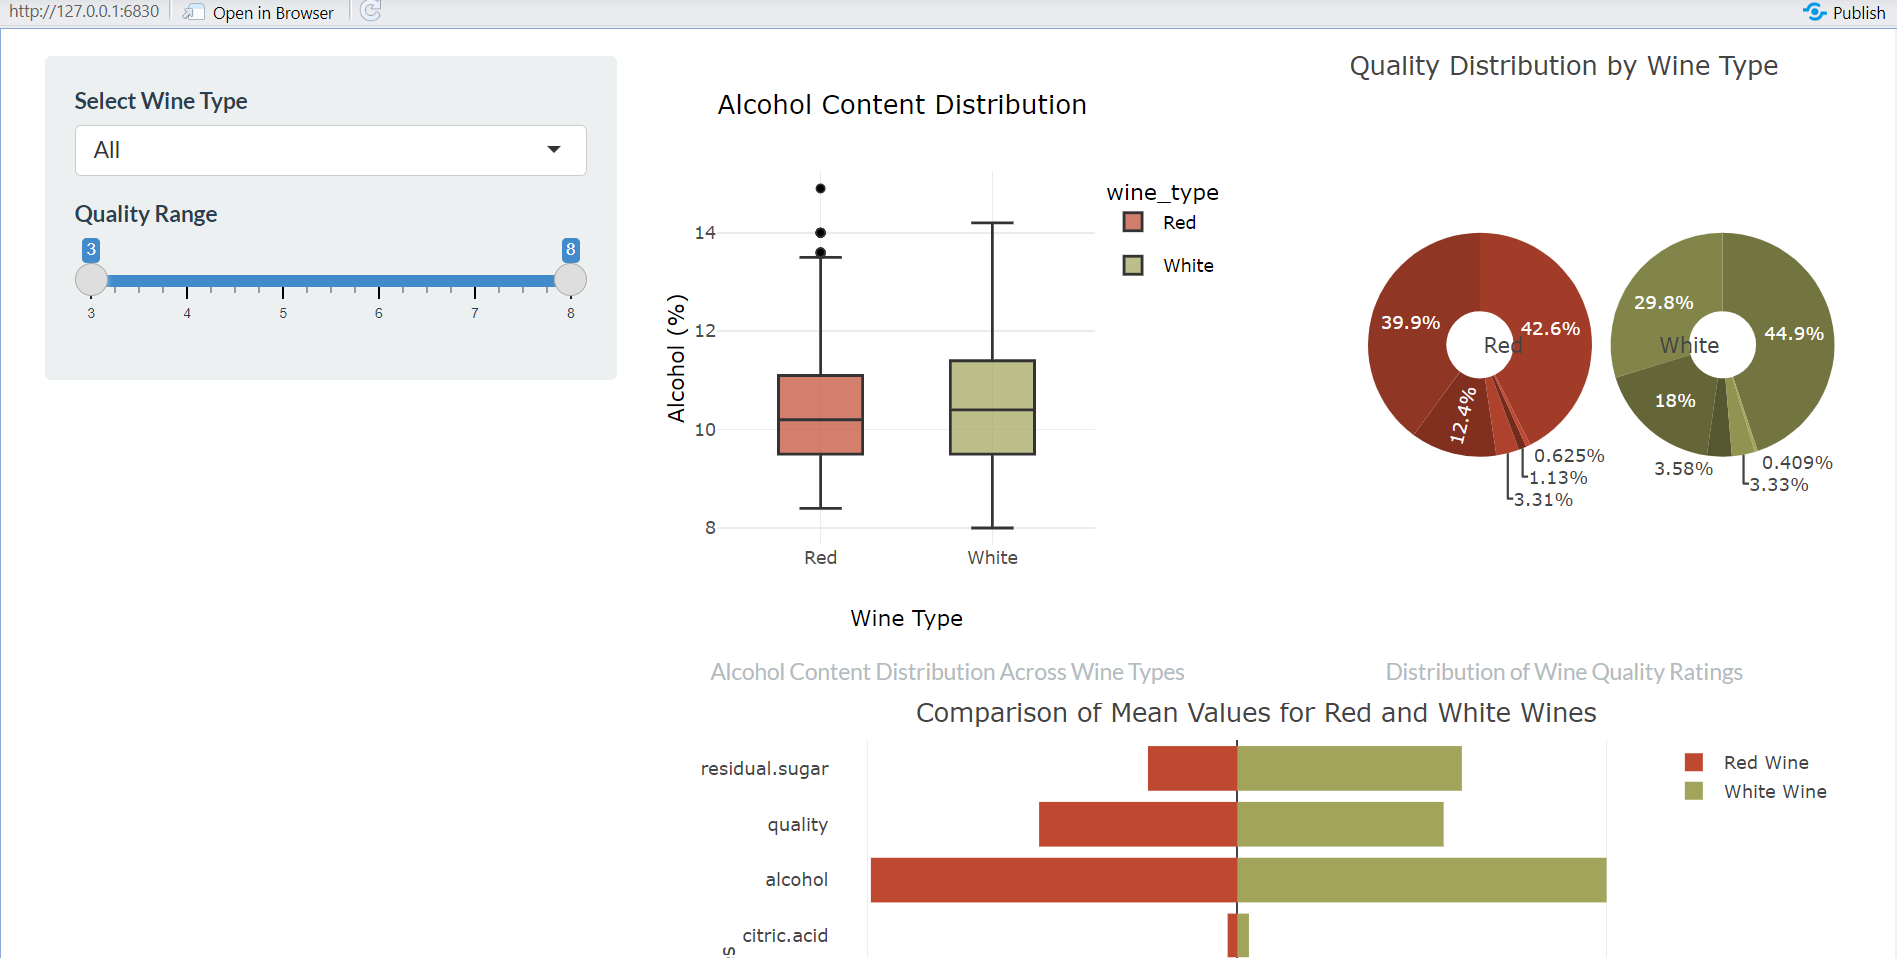 http://127.0.0.1:6830
Open in Browser
Publish
Select Wine Type
All
Quality Range
3
8
3
4
5
6
7
8
Alcohol Content Distribution
Alcohol (%)
14
12
10
8
Red
White
Wine Type
wine_type
Red
White
Quality Distribution by Wine Type
39.9%
42.6%
Red
12.4%
0.625%
1.13%
3.31%
29.8%
44.9%
White
18%
3.58%
0.409%
3.33%
Alcohol Content Distribution Across Wine Types
Distribution of Wine Quality Ratings
Comparison of Mean Values for Red and White Wines
residual.sugar
quality
alcohol
citric.acid
Red Wine
White Wine